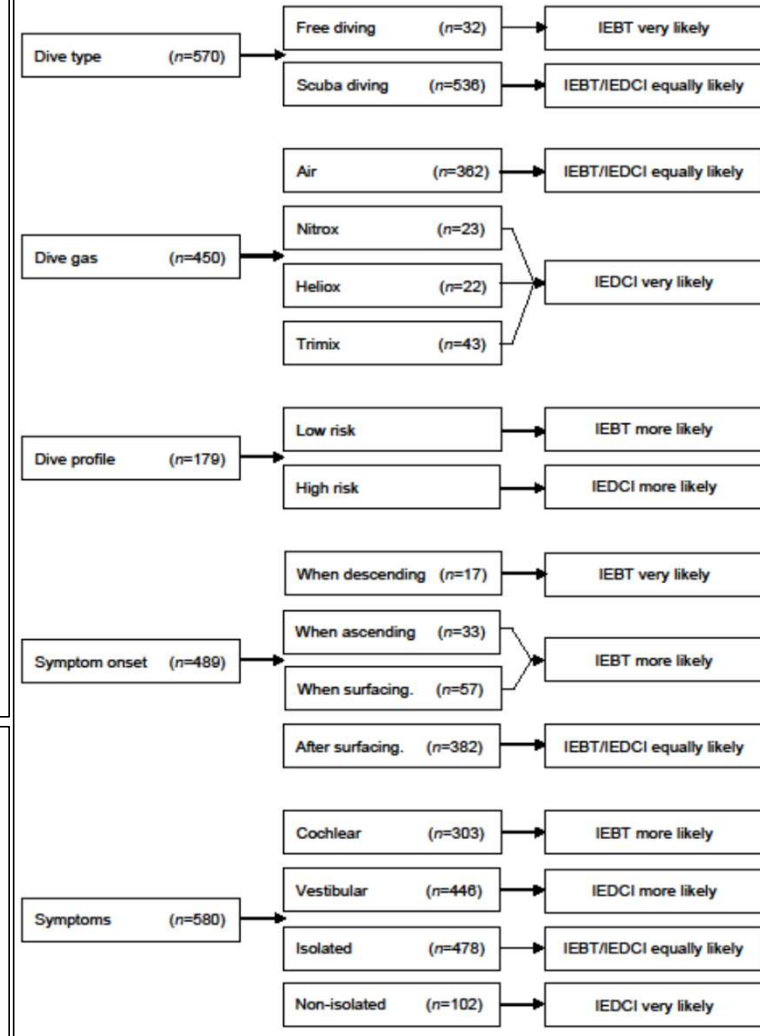 Dive type (n=570)
Free diving (n=32)
IEBT very likely
Scuba diving (n=536)
IEBT/IEDCI equally likely
Dive gas (n=450)
Air (n=362)
IEBT/IEDCI equally likely
Nitrox (n=23)
Heliox (n=22)
Trimix (n=43)
IEDCI very likely
Dive profile (n=179)
Low risk
IEBT more likely
High risk
IEDCI more likely
Symptom onset (n=489)
When descending (n=17)
IEBT very likely
When ascending (n=33)
When surfacing. (n=57)
IEBT more likely
After surfacing. (n=382)
IEBT/IEDCI equally likely
Symptoms (n=580)
Cochlear (n=303)
IEBT more likely
Vestibular (n=446)
IEDCI more likely
Isolated (n=478)
IEBT/IEDCI equally likely
Non-isolated (n=102)
IEDCI very likely